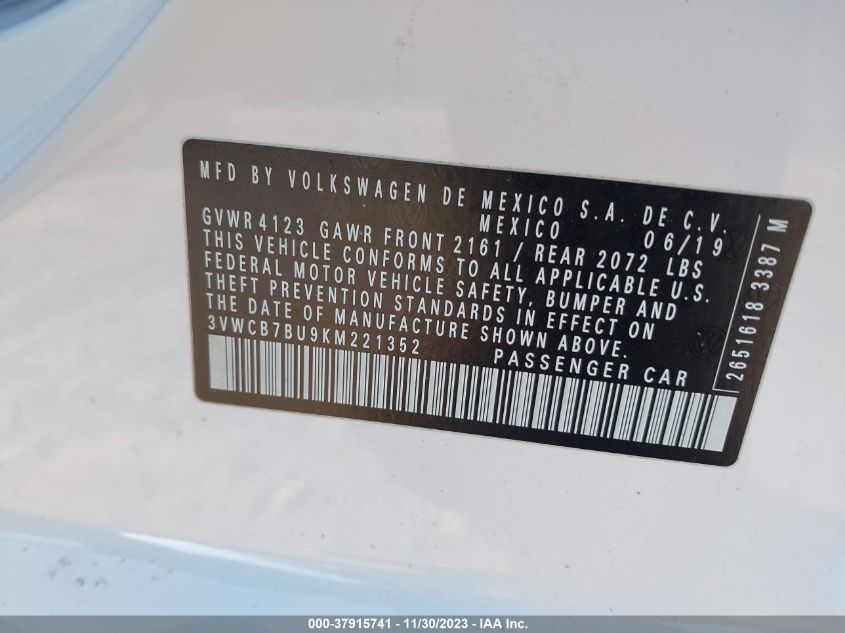 MFD BY VOLKSWAGEN DE MEXICO S.A. DE C.V.
MEXICO 06/19
GVWR 4123 GAWR FRONT 2161 / REAR 2072 LBS
THIS VEHICLE CONFORMS TO ALL APPLICABLE U.S.
FEDERAL MOTOR VEHICLE SAFETY, BUMPER AND
THEFT PREVENTION STANDARDS IN EFFECT ON
THE DATE OF MANUFACTURE SHOWN ABOVE.
3VWCB7BU9KM221352 PASSENGER CAR
2651618 3387 M
000-37915741 - 11/30/2023 - IAA Inc.